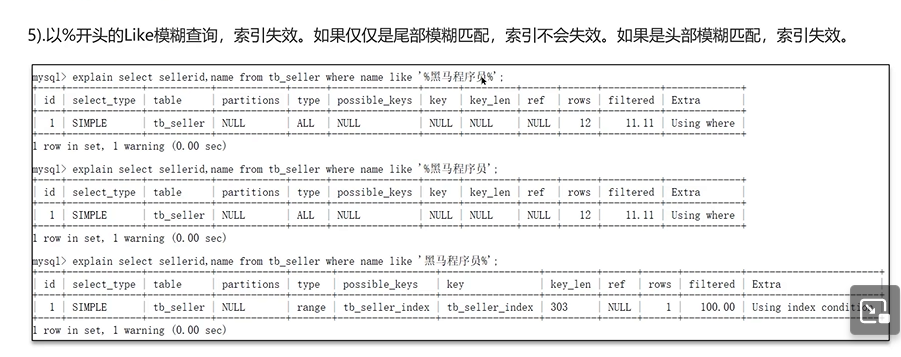 5).以%开头的Like模糊查询，索引失效。如果仅仅是尾部模糊匹配，索引不会失效。如果是头部模糊匹配，索引失效。
mysql> explain select sellerid,name from tb_seller where name like '%黑马程序员%';
| id | select_type | table | partitions | type | possible_keys | key | key_len | ref | rows | filtered | Extra |
| 1 | SIMPLE | tb_seller | NULL | ALL | NULL | NULL | NULL | NULL | 12 | 11.11 | Using where |
1 row in set, 1 warning (0.00 sec)
mysql> explain select sellerid,name from tb_seller where name like '%黑马程序员';
| id | select_type | table | partitions | type | possible_keys | key | key_len | ref | rows | filtered | Extra |
| 1 | SIMPLE | tb_seller | NULL | ALL | NULL | NULL | NULL | NULL | 12 | 11.11 | Using where |
1 row in set, 1 warning (0.00 sec)
mysql> explain select sellerid,name from tb_seller where name like '黑马程序员%';
| id | select_type | table | partitions | type | possible_keys | key | key_len | ref | rows | filtered | Extra
| 1 | SIMPLE | tb_seller | NULL | range | tb_seller_index | tb_seller_index | 303 | NULL | 1 | 100.00 | Using index
1 row in set, 1 warning (0.00 sec)